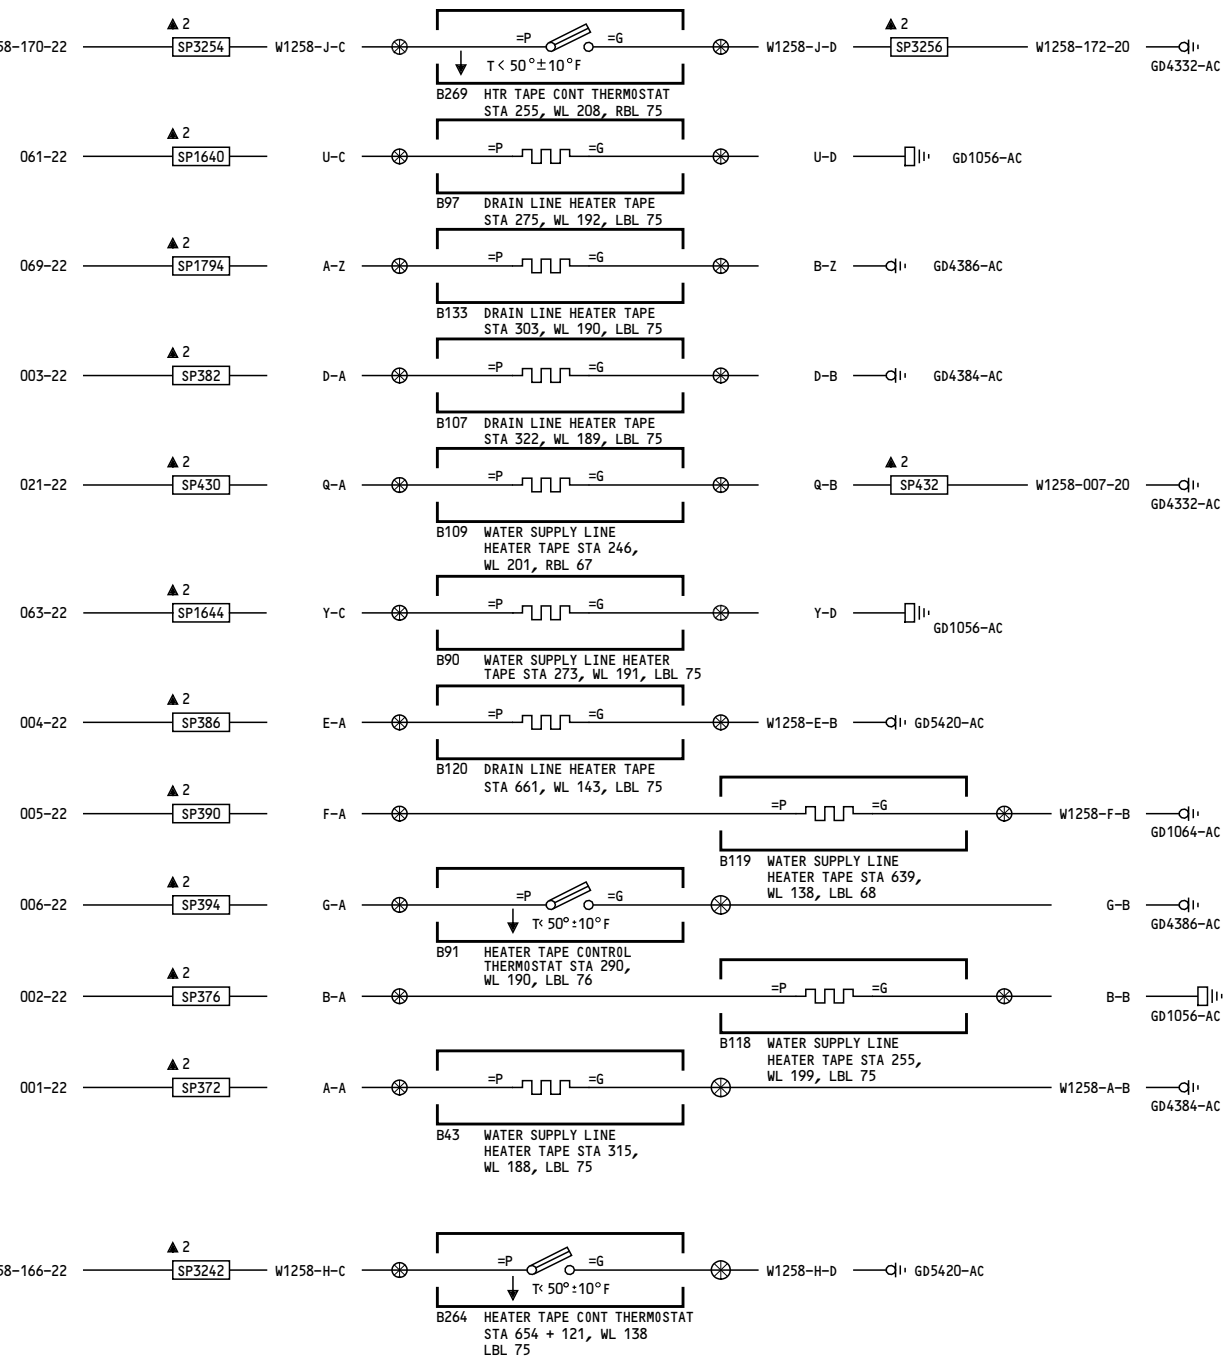 ▲ 2 ▲ 2
58-170-22 SP3254 W1258-J-C =P =G W1258-J-D SP3256 W1258-172-20
T < 50°±10°F GD4332-AC
B269 HTR TAPE CONT THERMOSTAT
STA 255, WL 208, RBL 75
▲ 2
061-22 SP1640 U-C =P =G U-D GD1056-AC
B97 DRAIN LINE HEATER TAPE
STA 275, WL 192, LBL 75
▲ 2
069-22 SP1794 A-Z =P =G B-Z GD4386-AC
B133 DRAIN LINE HEATER TAPE
STA 303, WL 190, LBL 75
▲ 2
003-22 SP382 D-A =P =G D-B GD4384-AC
B107 DRAIN LINE HEATER TAPE
STA 322, WL 189, LBL 75
▲ 2 ▲ 2
021-22 SP430 Q-A =P =G Q-B SP432 W1258-007-20
GD4332-AC
B109 WATER SUPPLY LINE
HEATER TAPE STA 246,
WL 201, RBL 67
▲ 2
063-22 SP1644 Y-C =P =G Y-D
GD1056-AC
B90 WATER SUPPLY LINE HEATER
TAPE STA 273, WL 191, LBL 75
▲ 2
004-22 SP386 E-A =P =G W1258-E-B GD5420-AC
B120 DRAIN LINE HEATER TAPE
STA 661, WL 143, LBL 75
▲ 2
005-22 SP390 F-A =P =G W1258-F-B
GD1064-AC
B119 WATER SUPPLY LINE
HEATER TAPE STA 639,
WL 138, LBL 68
▲ 2
006-22 SP394 G-A =P =G G-B
T< 50°±10°F GD4386-AC
B91 HEATER TAPE CONTROL
THERMOSTAT STA 290,
WL 190, LBL 76
▲ 2
002-22 SP376 B-A =P =G B-B
GD1056-AC
B118 WATER SUPPLY LINE
HEATER TAPE STA 255,
WL 199, LBL 75
▲ 2
001-22 SP372 A-A =P =G W1258-A-B
GD4384-AC
B43 WATER SUPPLY LINE
HEATER TAPE STA 315,
WL 188, LBL 75
▲ 2
58-166-22 SP3242 W1258-H-C =P =G W1258-H-D GD5420-AC
T< 50°±10°F
B264 HEATER TAPE CONT THERMOSTAT
STA 654 + 121, WL 138
LBL 75